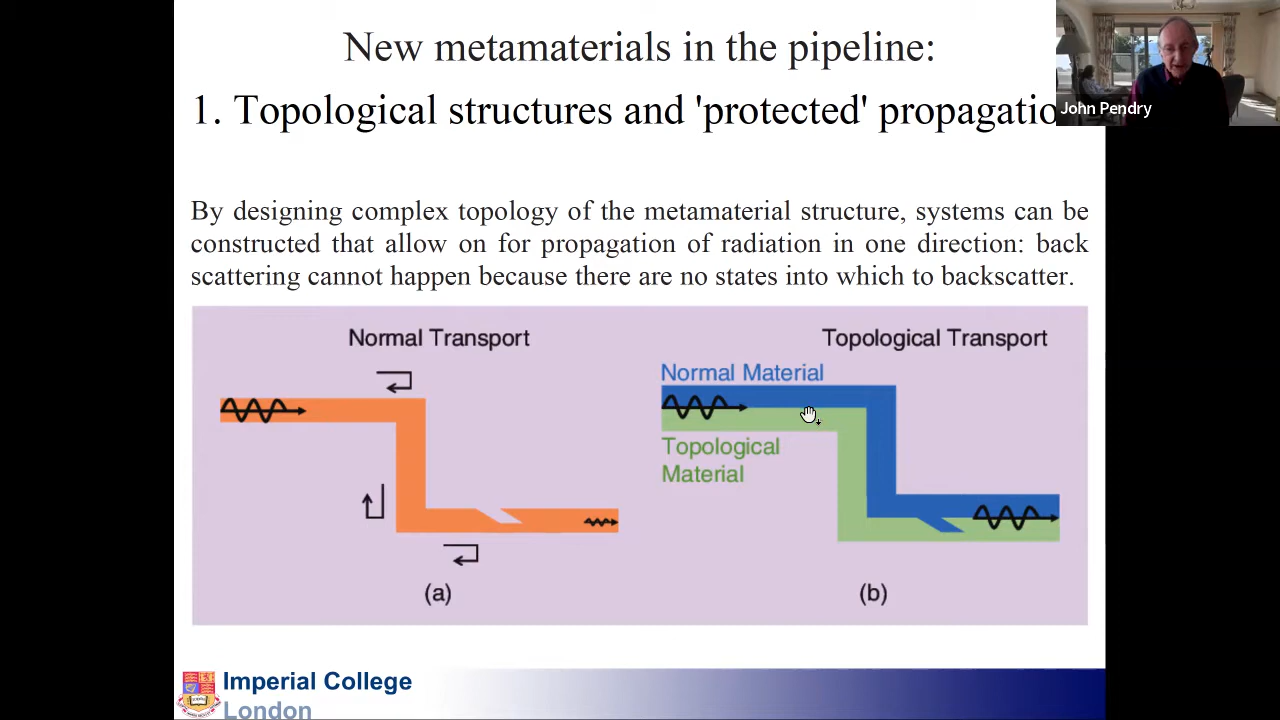 New metamaterials in the pipeline:
1. Topological structures and 'protected' propagatio
John Pendry
By designing complex topology of the metamaterial structure, systems can be
constructed that allow on for propagation of radiation in one direction: back
scattering cannot happen because there are no states into which to backscatter.
Normal Transport
Topological Transport
Normal Material
Topological
Material
(a)
(b)
Imperial College
London